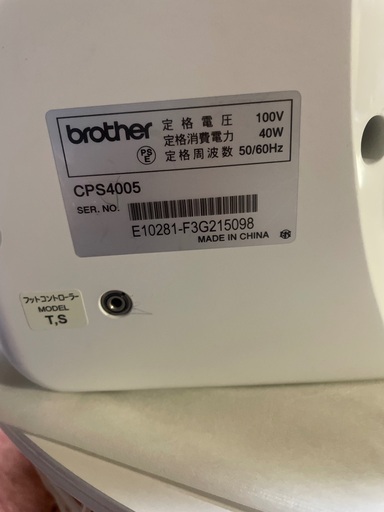 brother
定格電圧 100V
定格消費電力 40W
定格周波数 50/60Hz
PS
E
CPS4005
SER. NO.
E10281-F3G215098
MADE IN CHINA
フットコントローラー
MODEL
T,S